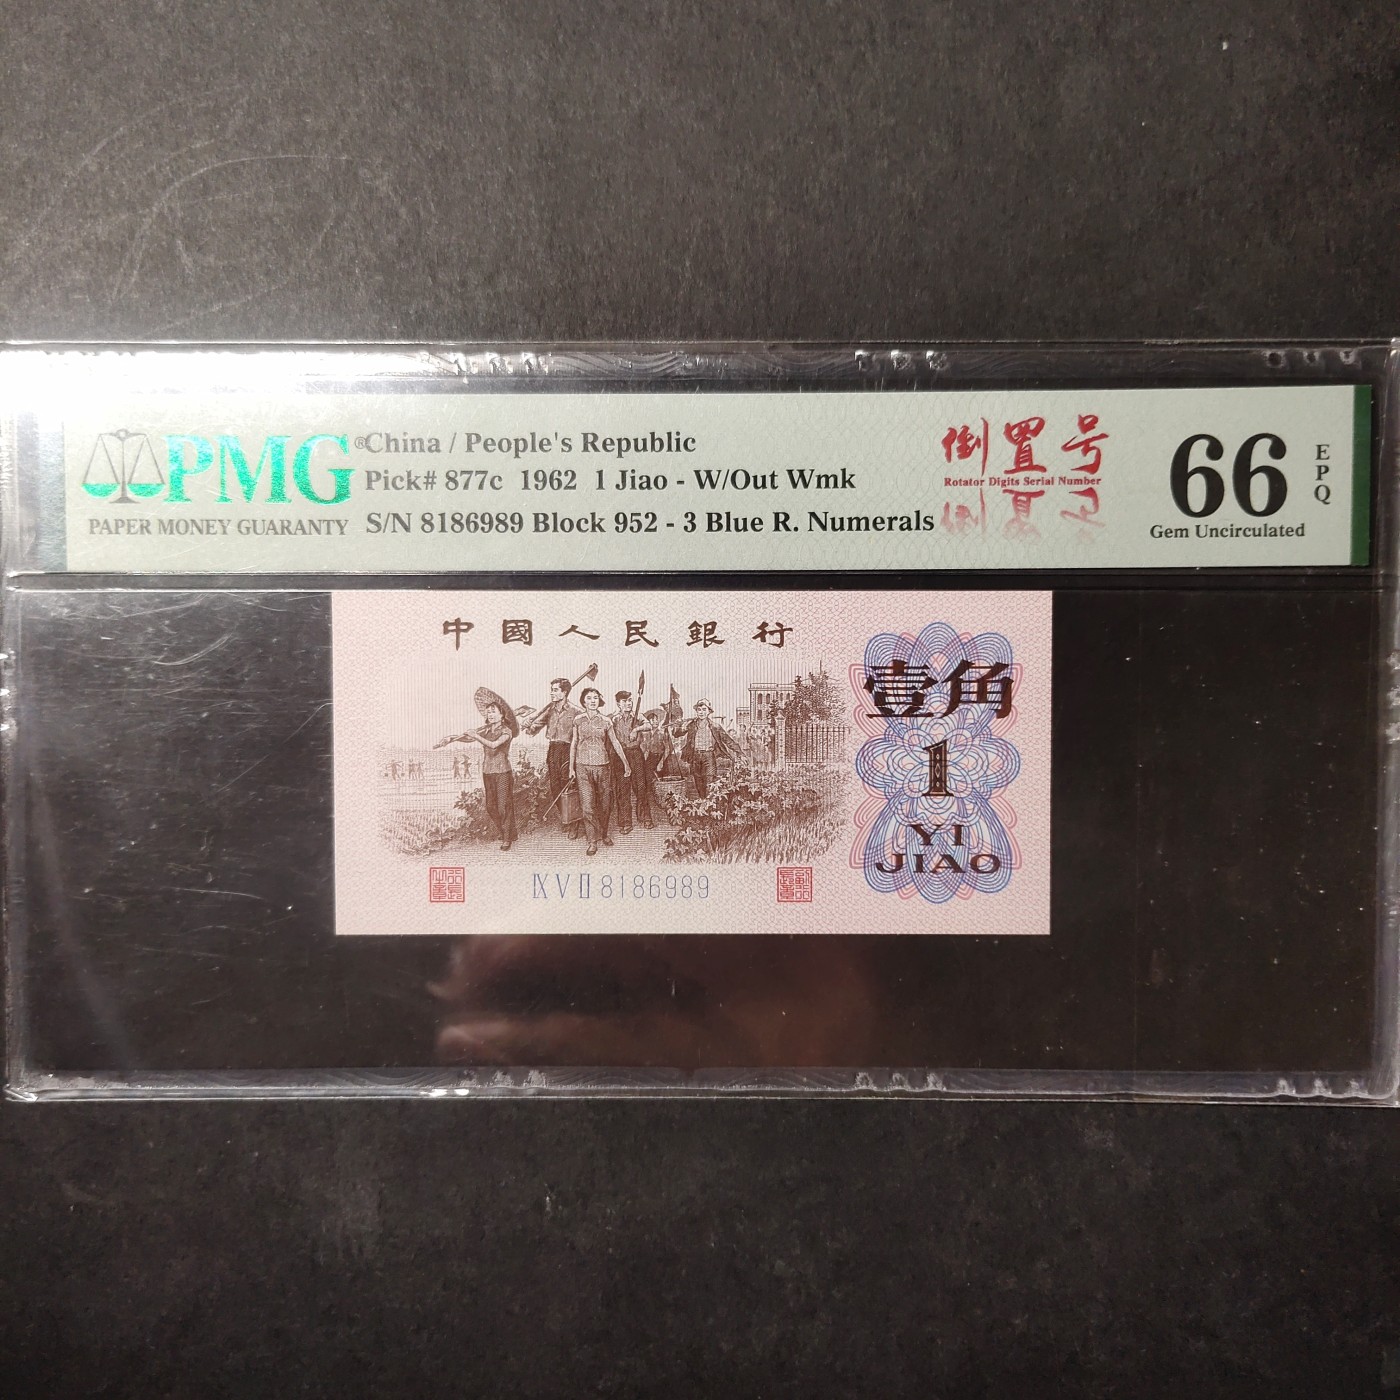 PMG®
PAPER MONEY GUARANTY
China / People's Republic
Pick# 877c 1962 1 Jiao - W/Out Wmk
S/N 8186989 Block 952 - 3 Blue R. Numerals
倒置号
Rotator Digits Serial Number
66
EPQ
Gem Uncirculated
中國人民銀行
壹角
1
YI
JIAO
IX V II 8186989